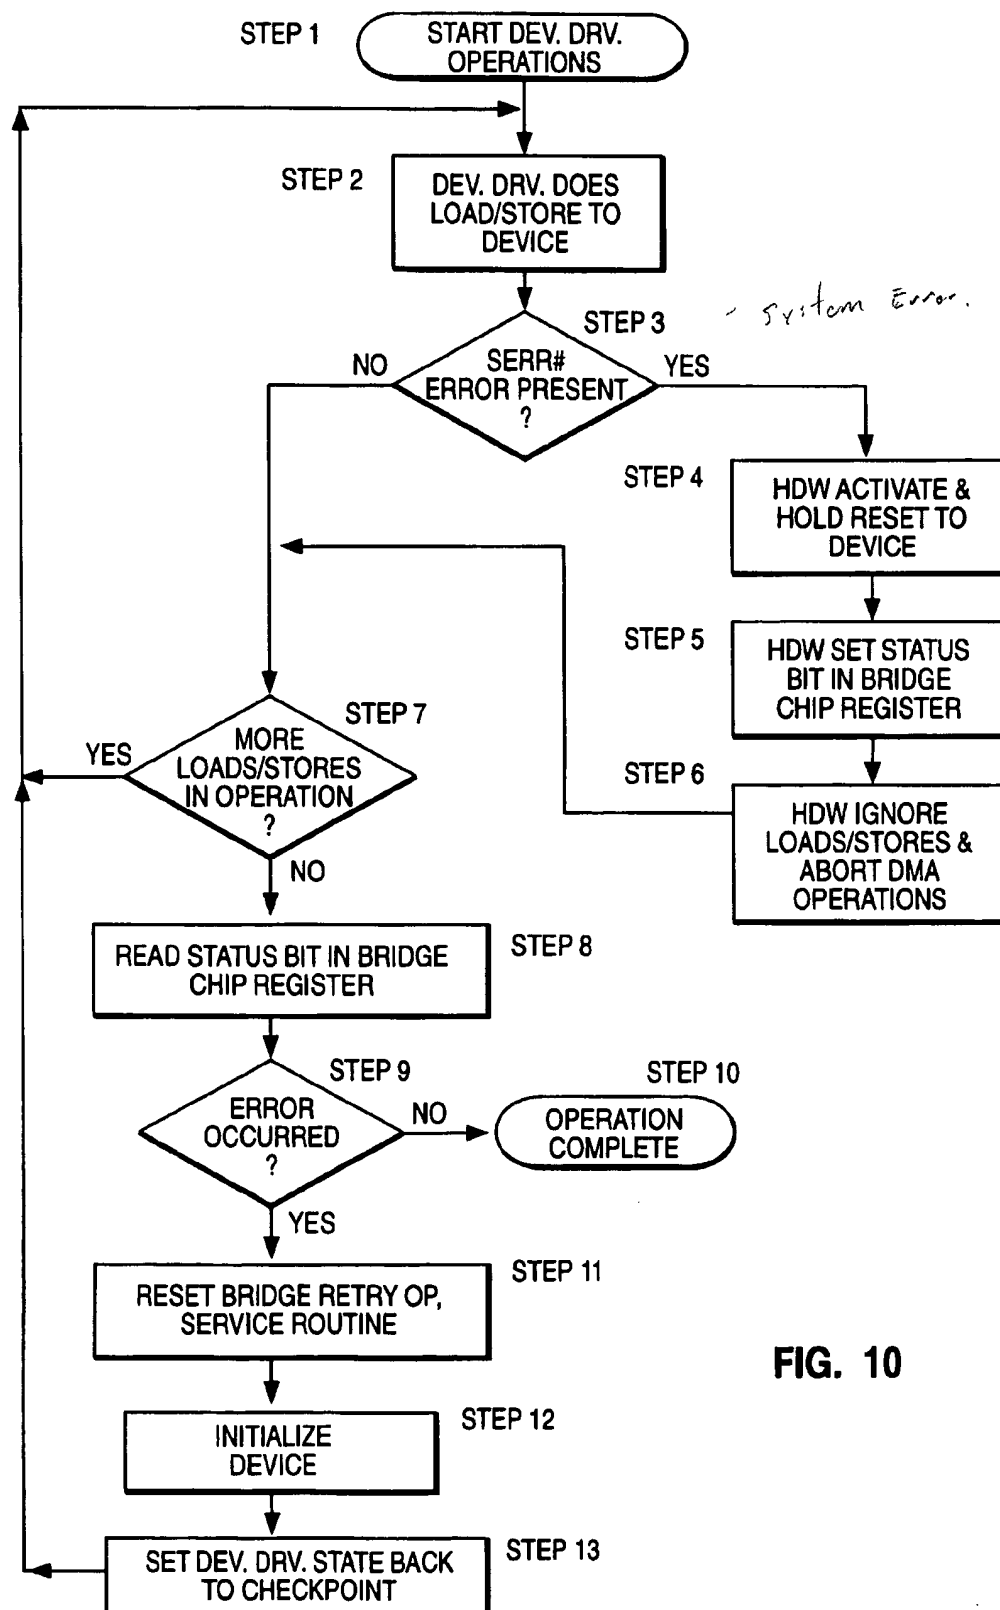 STEP 1
START DEV. DRV.
OPERATIONS
STEP 2
DEV. DRV. DOES
LOAD/STORE TO
DEVICE
- System Error.
STEP 3
SERR#
ERROR PRESENT
?
NO
YES
STEP 4
HDW ACTIVATE &
HOLD RESET TO
DEVICE
STEP 5
HDW SET STATUS
BIT IN BRIDGE
CHIP REGISTER
STEP 6
HDW IGNORE
LOADS/STORES &
ABORT DMA
OPERATIONS
STEP 7
MORE
LOADS/STORES
IN OPERATION
?
YES
NO
STEP 8
READ STATUS BIT IN BRIDGE
CHIP REGISTER
STEP 9
ERROR
OCCURRED
?
NO
YES
STEP 10
OPERATION
COMPLETE
STEP 11
RESET BRIDGE RETRY OP,
SERVICE ROUTINE
STEP 12
INITIALIZE
DEVICE
STEP 13
SET DEV. DRV. STATE BACK
TO CHECKPOINT
FIG. 10